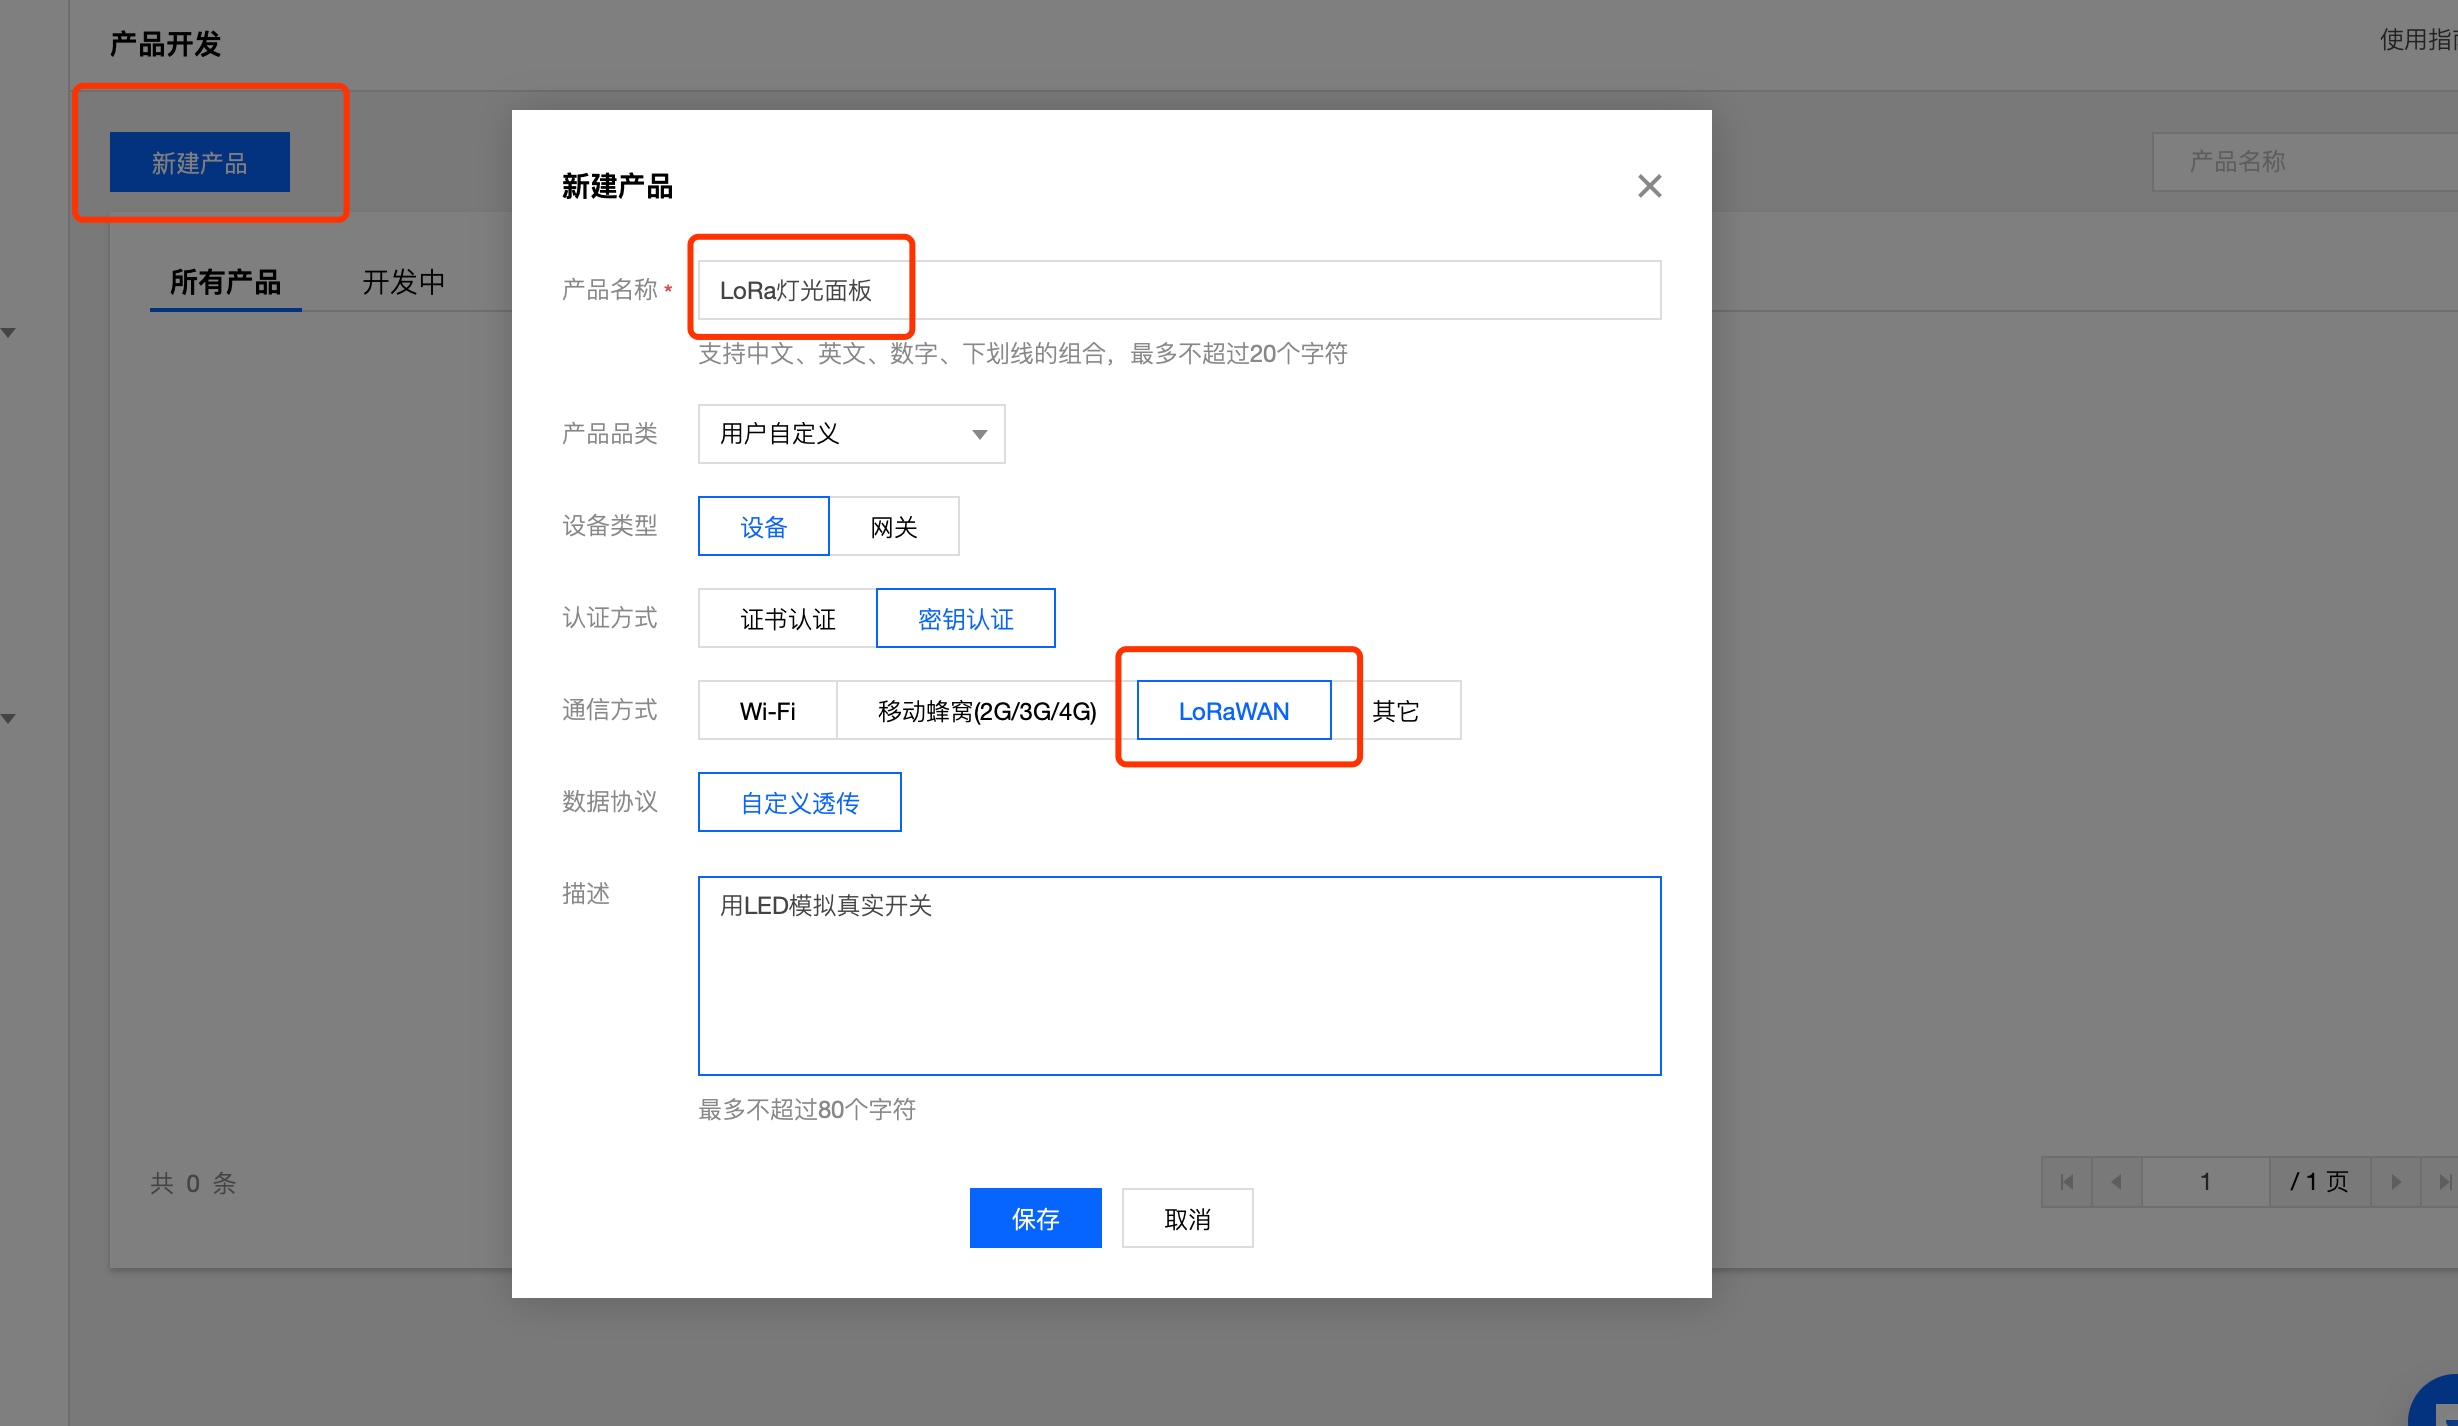 产品开发
使用指
新建产品
产品名称
所有产品
开发中
新建产品
产品名称 *
LoRa灯光面板
支持中文、英文、数字、下划线的组合，最多不超过20个字符
产品品类
用户自定义
设备类型
设备
网关
认证方式
证书认证
密钥认证
通信方式
Wi-Fi
移动蜂窝(2G/3G/4G)
LoRaWAN
其它
数据协议
自定义透传
描述
用LED模拟真实开关
最多不超过80个字符
共 0 条
1
/ 1 页
保存
取消